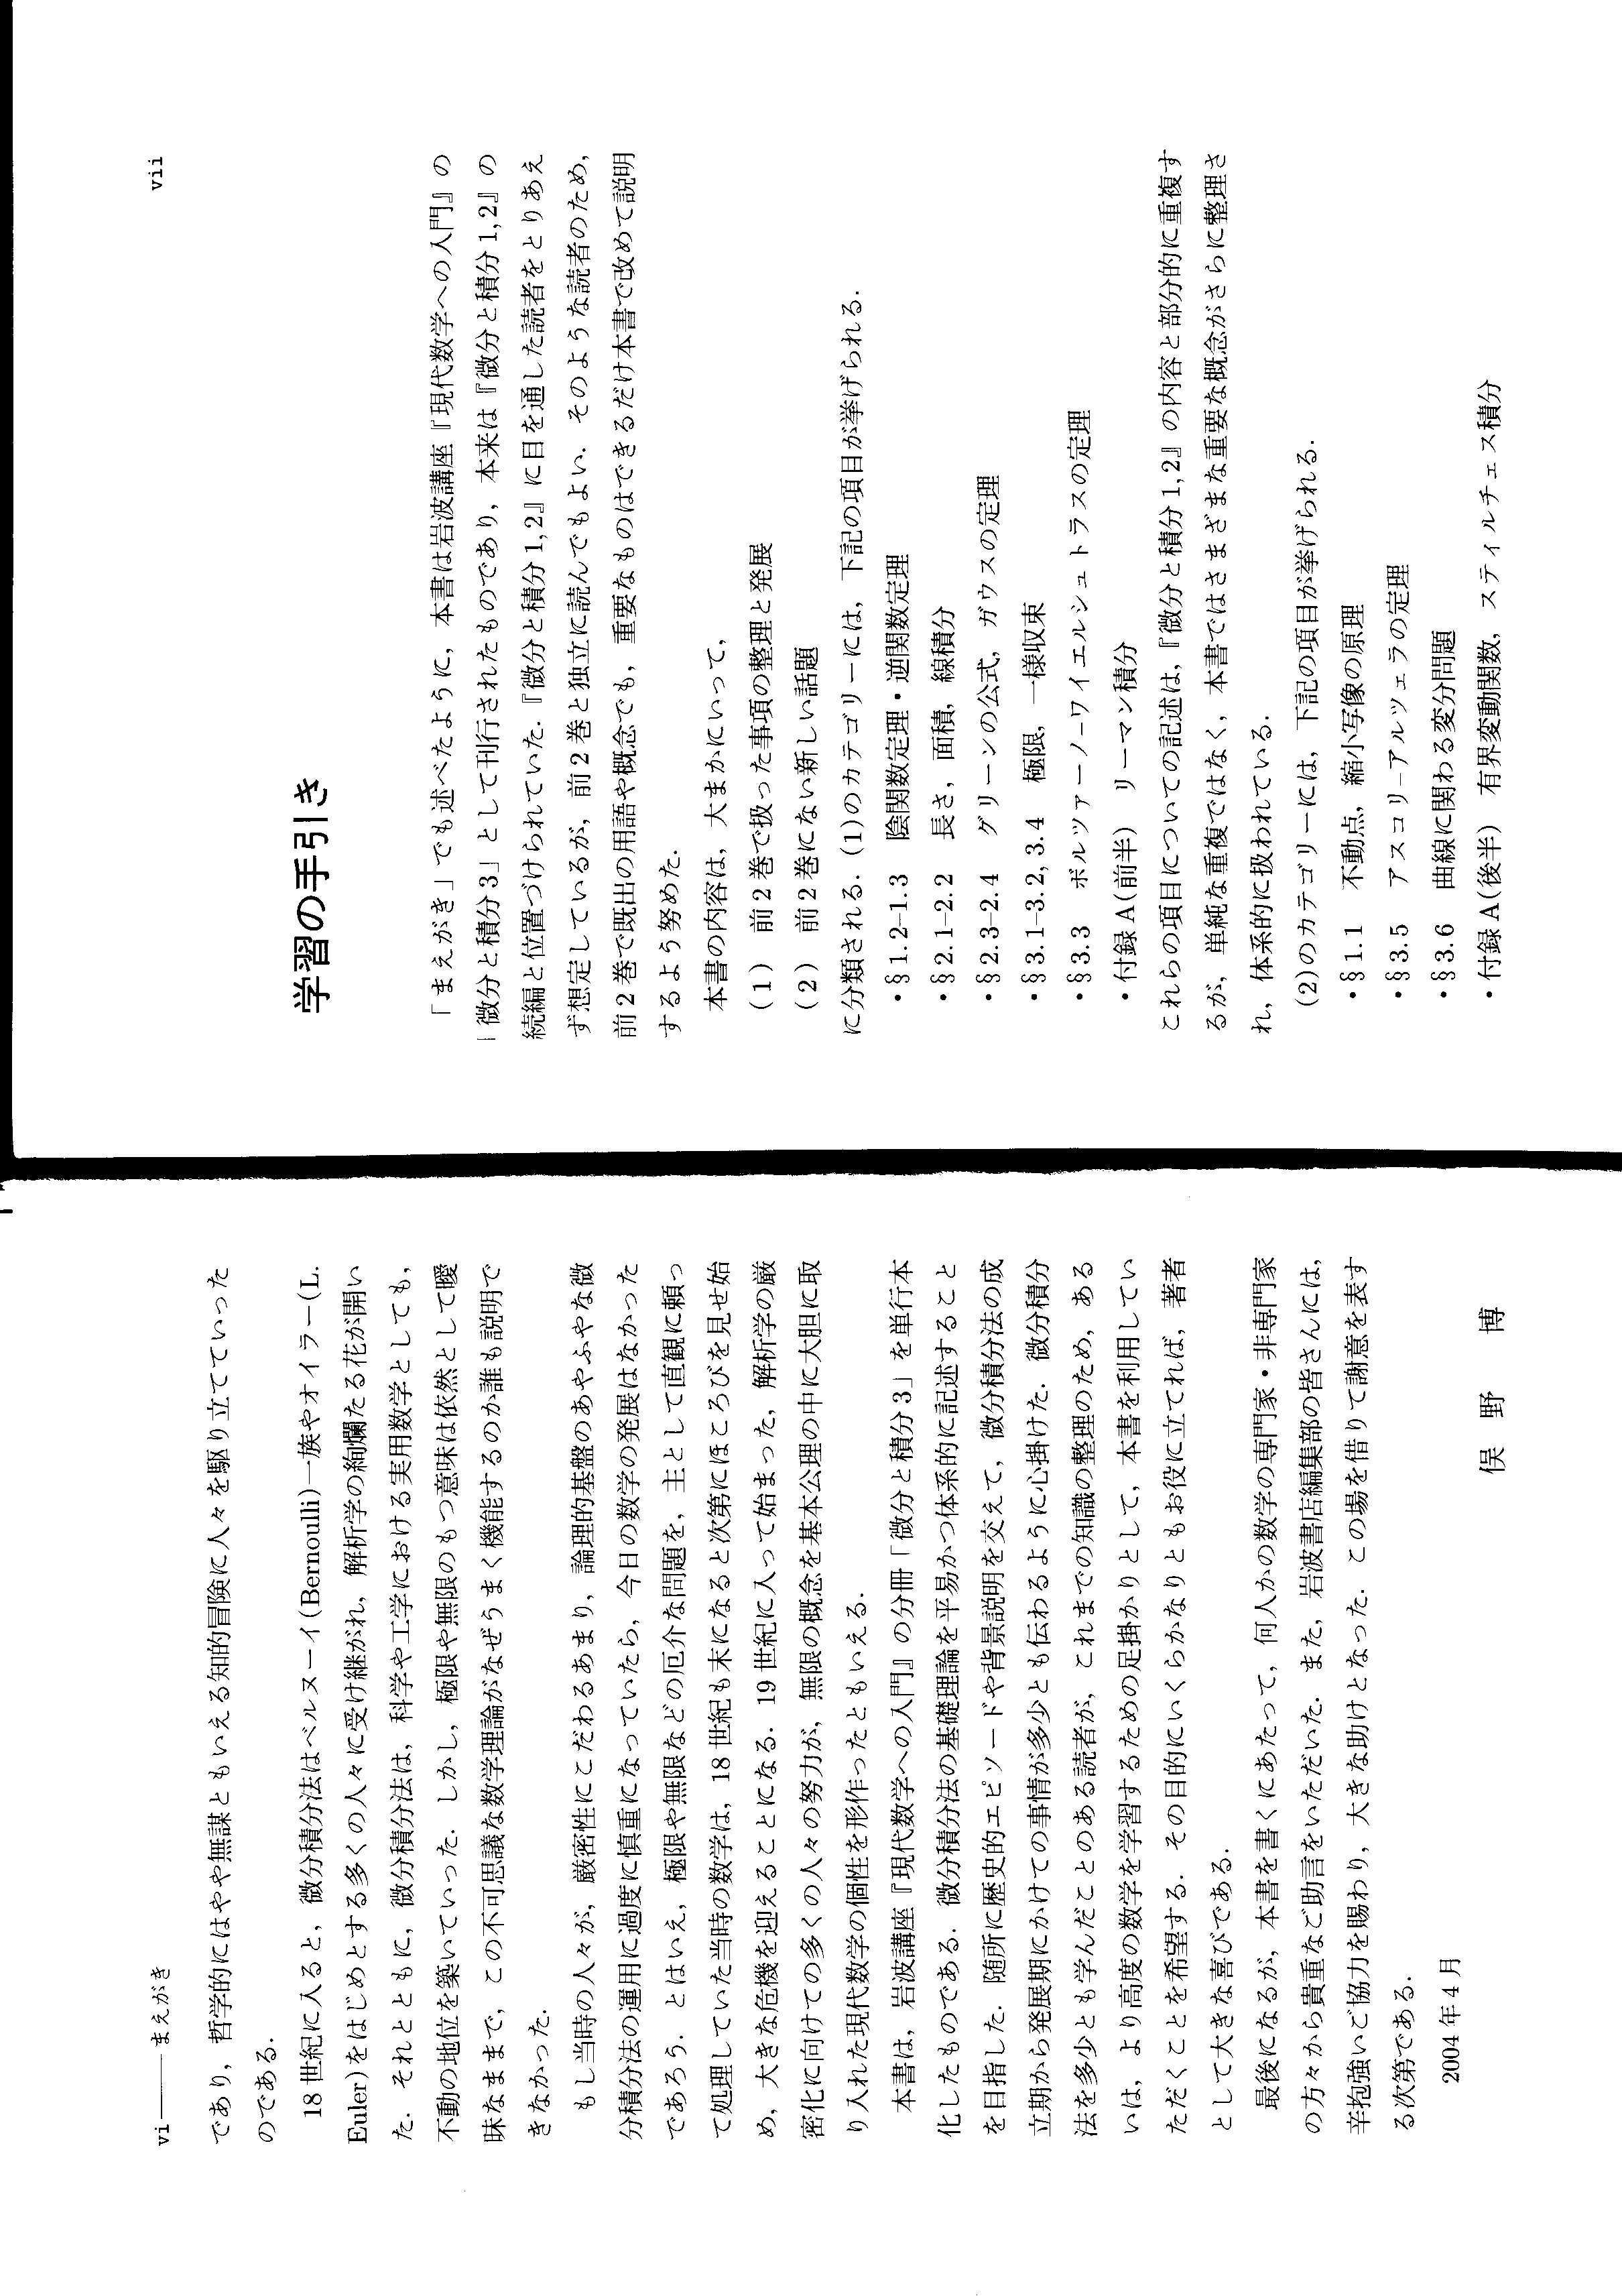 vi──まえがき
であり，哲学的にはやや無謀ともいえる知的冒険に人々を駆り立てていった
のである．
18 世紀に入ると，微分積分法はベルヌーイ(Bernoulli)一族やオイラー(L.
Euler)をはじめとする多くの人々に受け継がれ，解析学の絢爛たる花が開い
た．それとともに，微分積分法は，科学や工学における実用数学としても，
不動の地位を築いていった．しかし，極限や無限のもつ意味は依然として曖
昧なままで，この不可思議な数学理論がなぜうまく機能するのか誰も説明で
きなかった．
もし当時の人々が，厳密性にこだわるあまり，論理的基盤のあやふやな微
分積分法の運用に過度に慎重になっていたら，今日の数学の発展はなかった
であろう．とはいえ，極限や無限などの厄介な問題を，主として直観に頼っ
て処理していた当時の数学は，18 世紀も末になると次第にほころびを見せ始
め，大きな危機を迎えることになる．19 世紀に入って始まった，解析学の厳
密化に向けての多くの人々の努力が，無限の概念を基本公理の中に大胆に取
り入れた現代数学の個性を形作ったともいえる．
本書は，岩波講座『現代数学への入門』の分冊「微分と積分 3」を単行本
化したものである．微分積分法の基礎理論を平易かつ体系的に記述すること
を目指した．随所に歴史的エピソードや背景説明を交えて，微分積分法の成
立期から発展期にかけての事情が多少とも伝わるように心掛けた．微分積分
法を多少とも学んだことのある読者が，これまでの知識の整理のため，ある
いは，より高度の数学を学習するための足掛かりとして，本書を利用してい
ただくことを希望する．その目的にいくらかなりともお役に立てれば，著者
として大きな喜びである．
最後になるが，本書を書くにあたって，何人かの数学の専門家・非専門家
の方々から貴重なご助言をいただいた．また，岩波書店編集部の皆さんには，
辛抱強いご協力を賜わり，大きな助けとなった．この場を借りて謝意を表す
る次第である．
2004 年 4 月
俣 野 博
vii
学習の手引き
「まえがき」でも述べたように，本書は岩波講座『現代数学への入門』の
「微分と積分 3」として刊行されたものであり，本来は『微分と積分 1,2』の
続編と位置づけられていた．『微分と積分 1,2』に目を通した読者をとりあえ
ず想定しているが，前 2 巻と独立に読んでもよい．そのような読者のため，
前 2 巻で既出の用語や概念でも，重要なものはできるだけ本書で改めて説明
するよう努めた．
本書の内容は，大まかにいって，
(1) 前 2 巻で扱った事項の整理と発展
(2) 前 2 巻にない新しい話題
に分類される．(1)のカテゴリーには，下記の項目が挙げられる．
・§1.2–1.3 陰関数定理・逆関数定理
・§2.1–2.2 長さ，面積，線積分
・§2.3–2.4 グリーンの公式，ガウスの定理
・§3.1–3.2, 3.4 極限，一様収束
・§3.3 ボルツァーノ–ワイエルシュトラスの定理
・付録 A(前半) リーマン積分
これらの項目についての記述は，『微分と積分 1,2』の内容と部分的に重複す
るが，単純な重複ではなく，本書ではさまざまな重要な概念がさらに整理さ
れ，体系的に扱われている．
(2)のカテゴリーには，下記の項目が挙げられる．
・§1.1 不動点，縮小写像の原理
・§3.5 アスコリ–アルツェラの定理
・§3.6 曲線に関わる変分問題
・付録 A(後半) 有界変動関数，スティルチェス積分